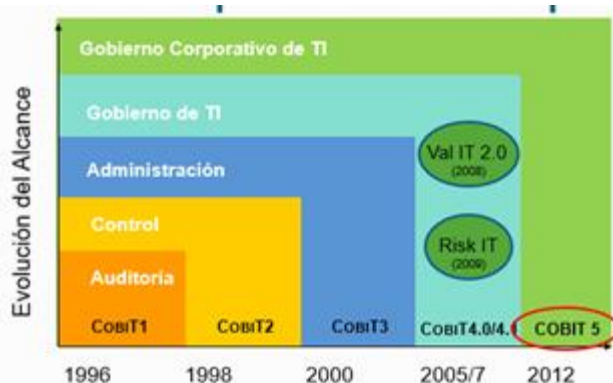 Gobierno Corporativo de TI
Gobierno de TI
Administración
Control
Auditoría
Evolución del Alcance
Val IT 2.0
(2008)
Risk IT
(2009)
COBIT1
COBIT2
COBIT3
COBIT4.0/4.1
COBIT 5
1996
1998
2000
2005/7
2012